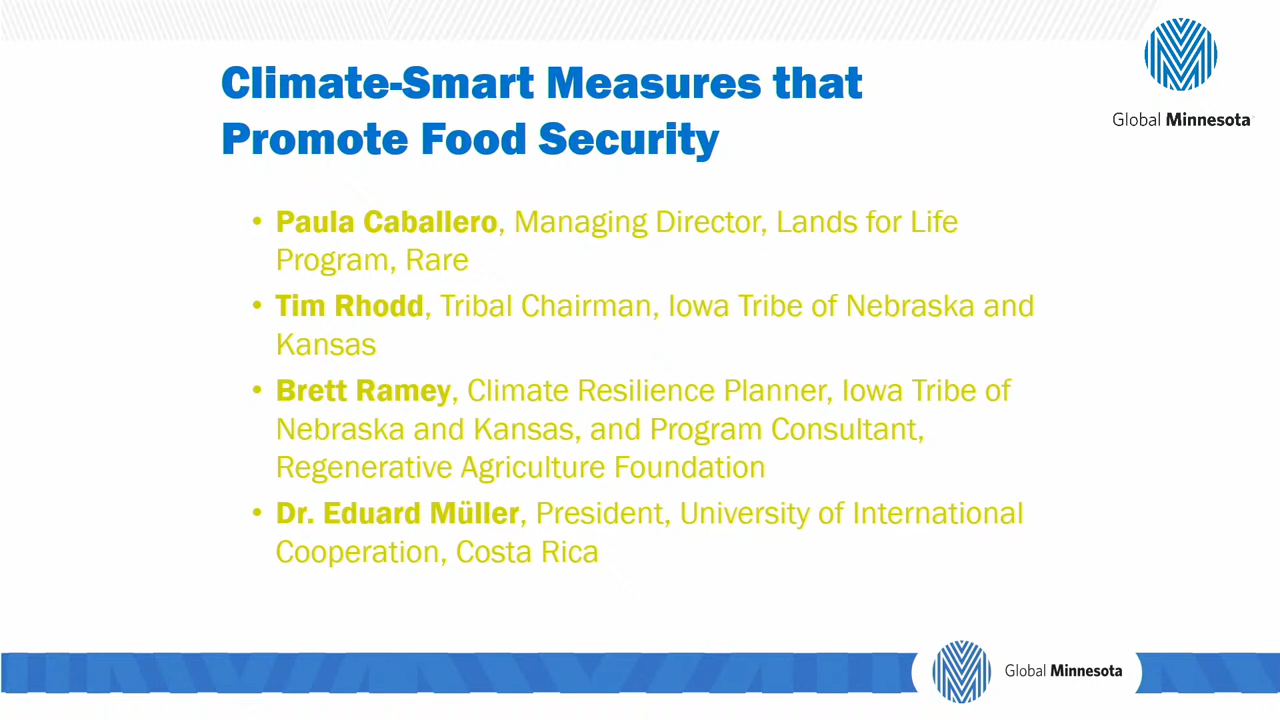 Climate-Smart Measures that
Promote Food Security
Global Minnesota
• Paula Caballero, Managing Director, Lands for Life
Program, Rare
• Tim Rhodd, Tribal Chairman, Iowa Tribe of Nebraska and
Kansas
• Brett Ramey, Climate Resilience Planner, Iowa Tribe of
Nebraska and Kansas, and Program Consultant,
Regenerative Agriculture Foundation
• Dr. Eduard Müller, President, University of International
Cooperation, Costa Rica
Global Minnesota